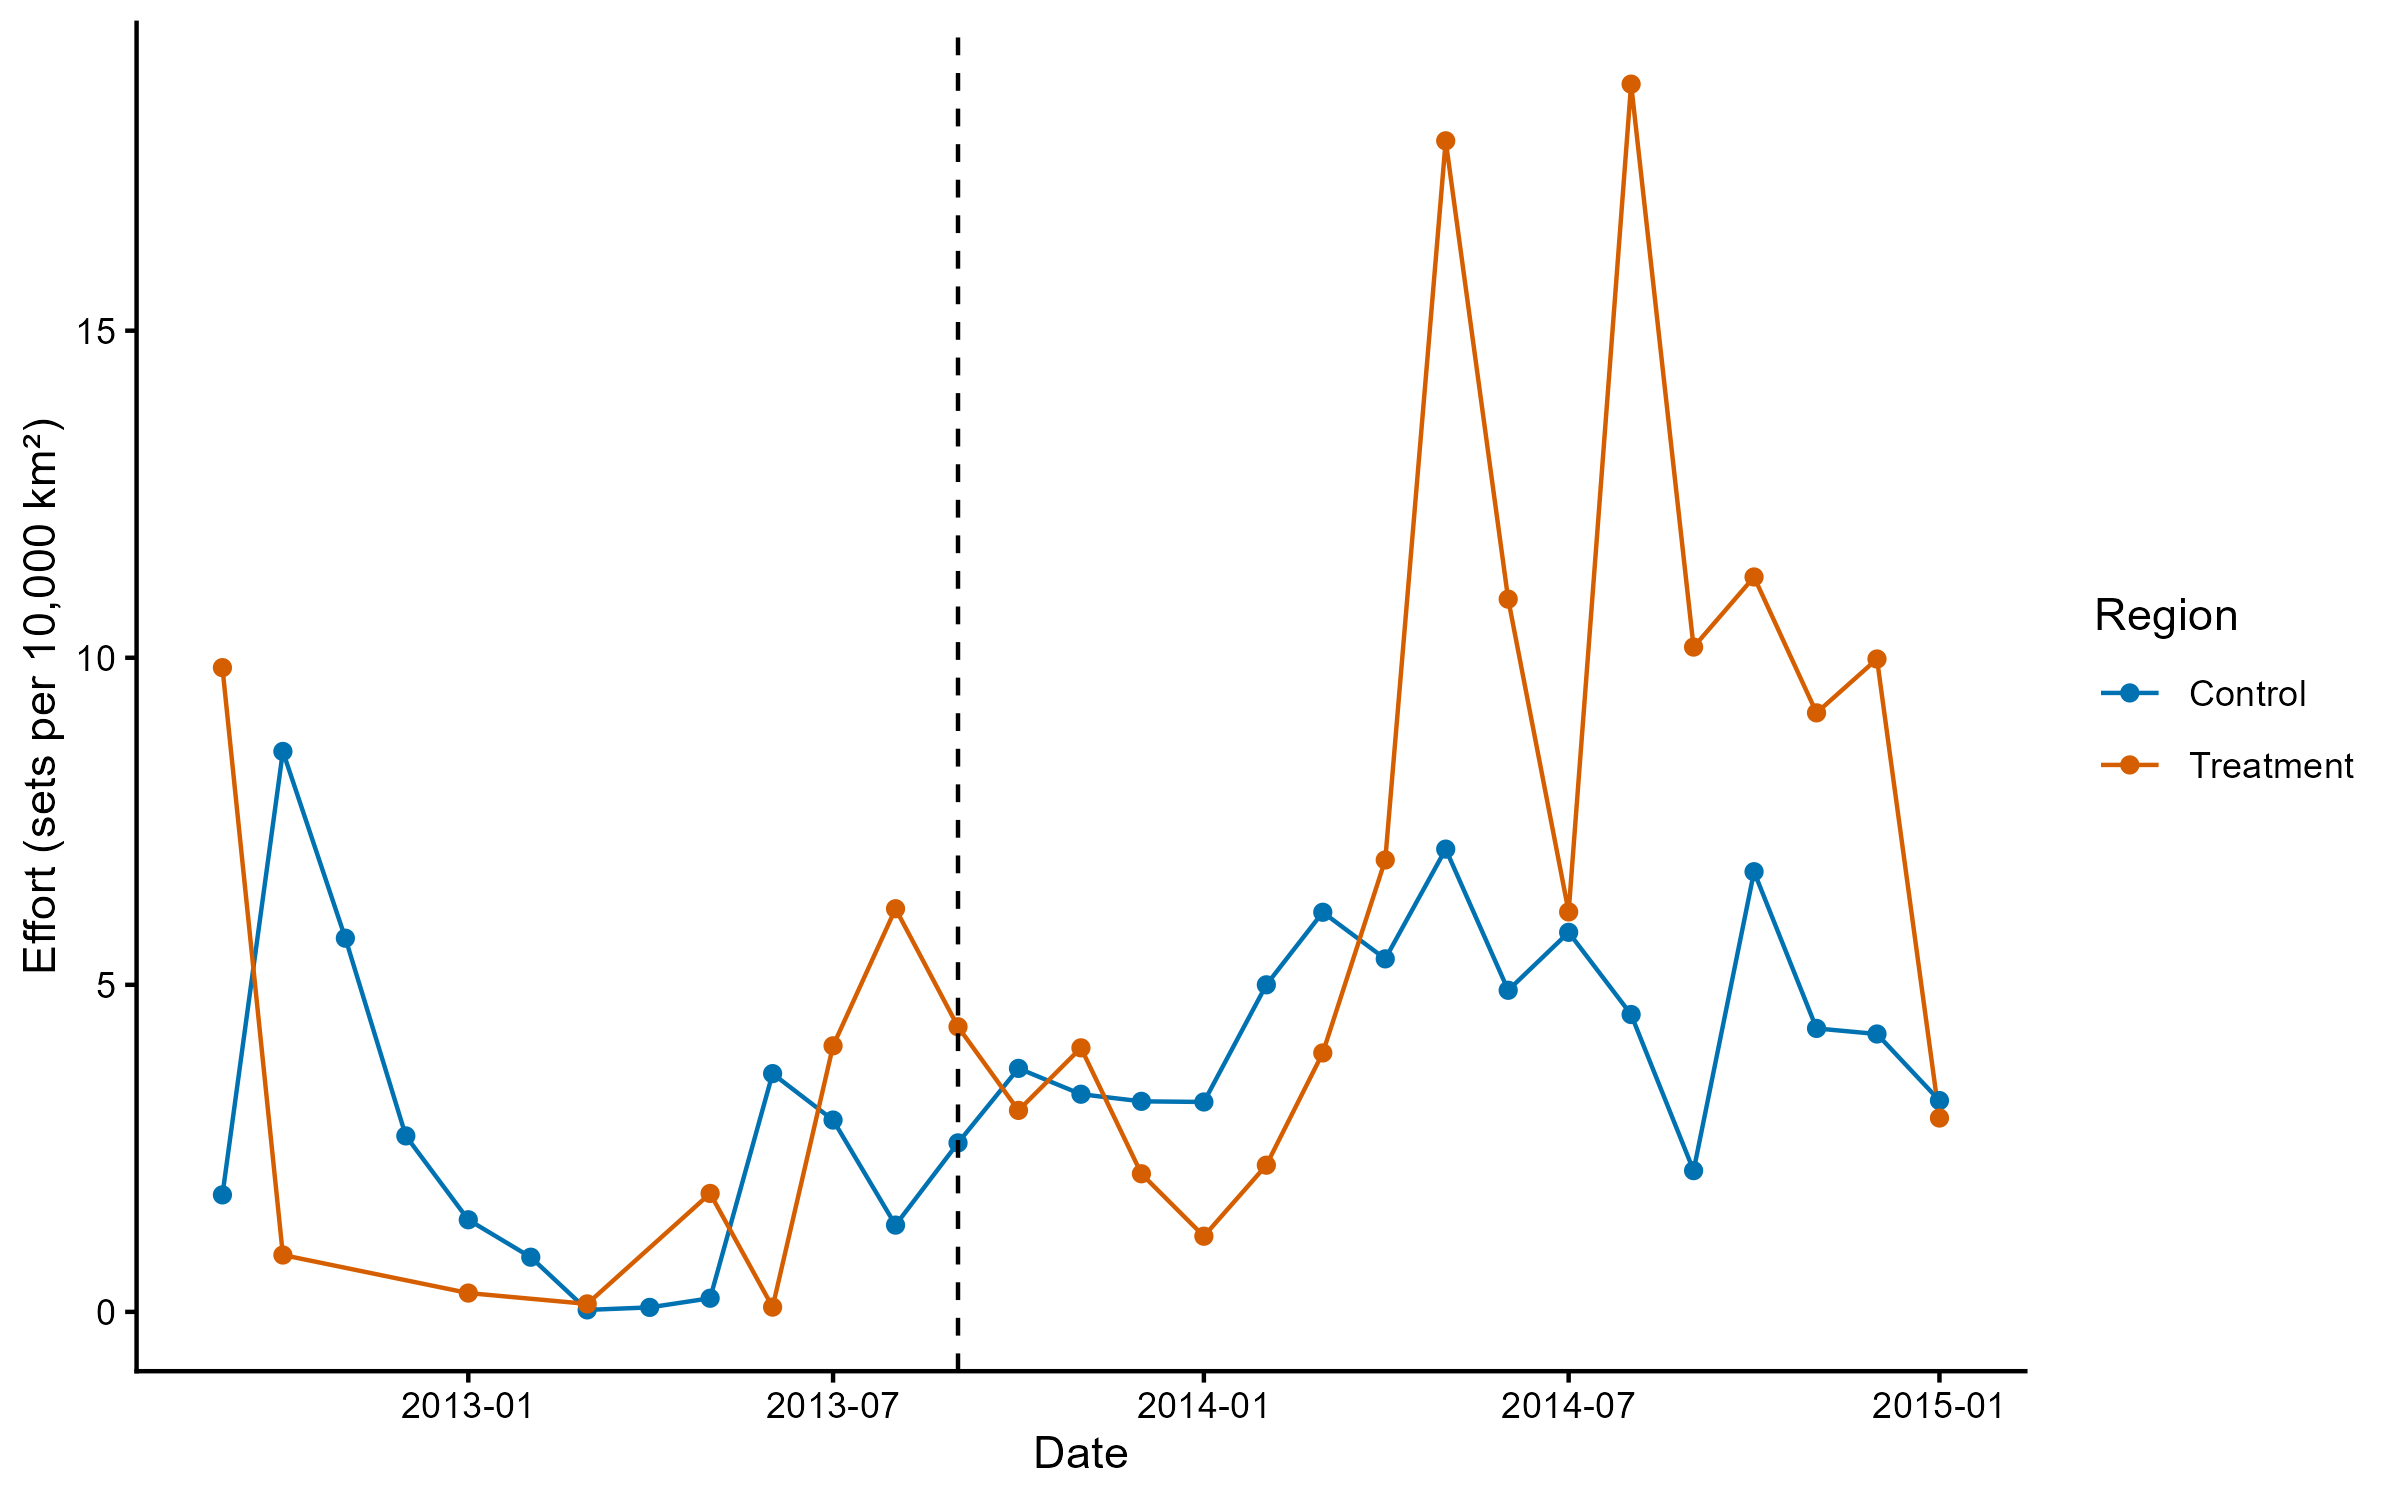 Effort (sets per 10,000 km²)
15
10
5
0
2013-01
2013-07
2014-01
2014-07
2015-01
Date
Region
Control
Treatment